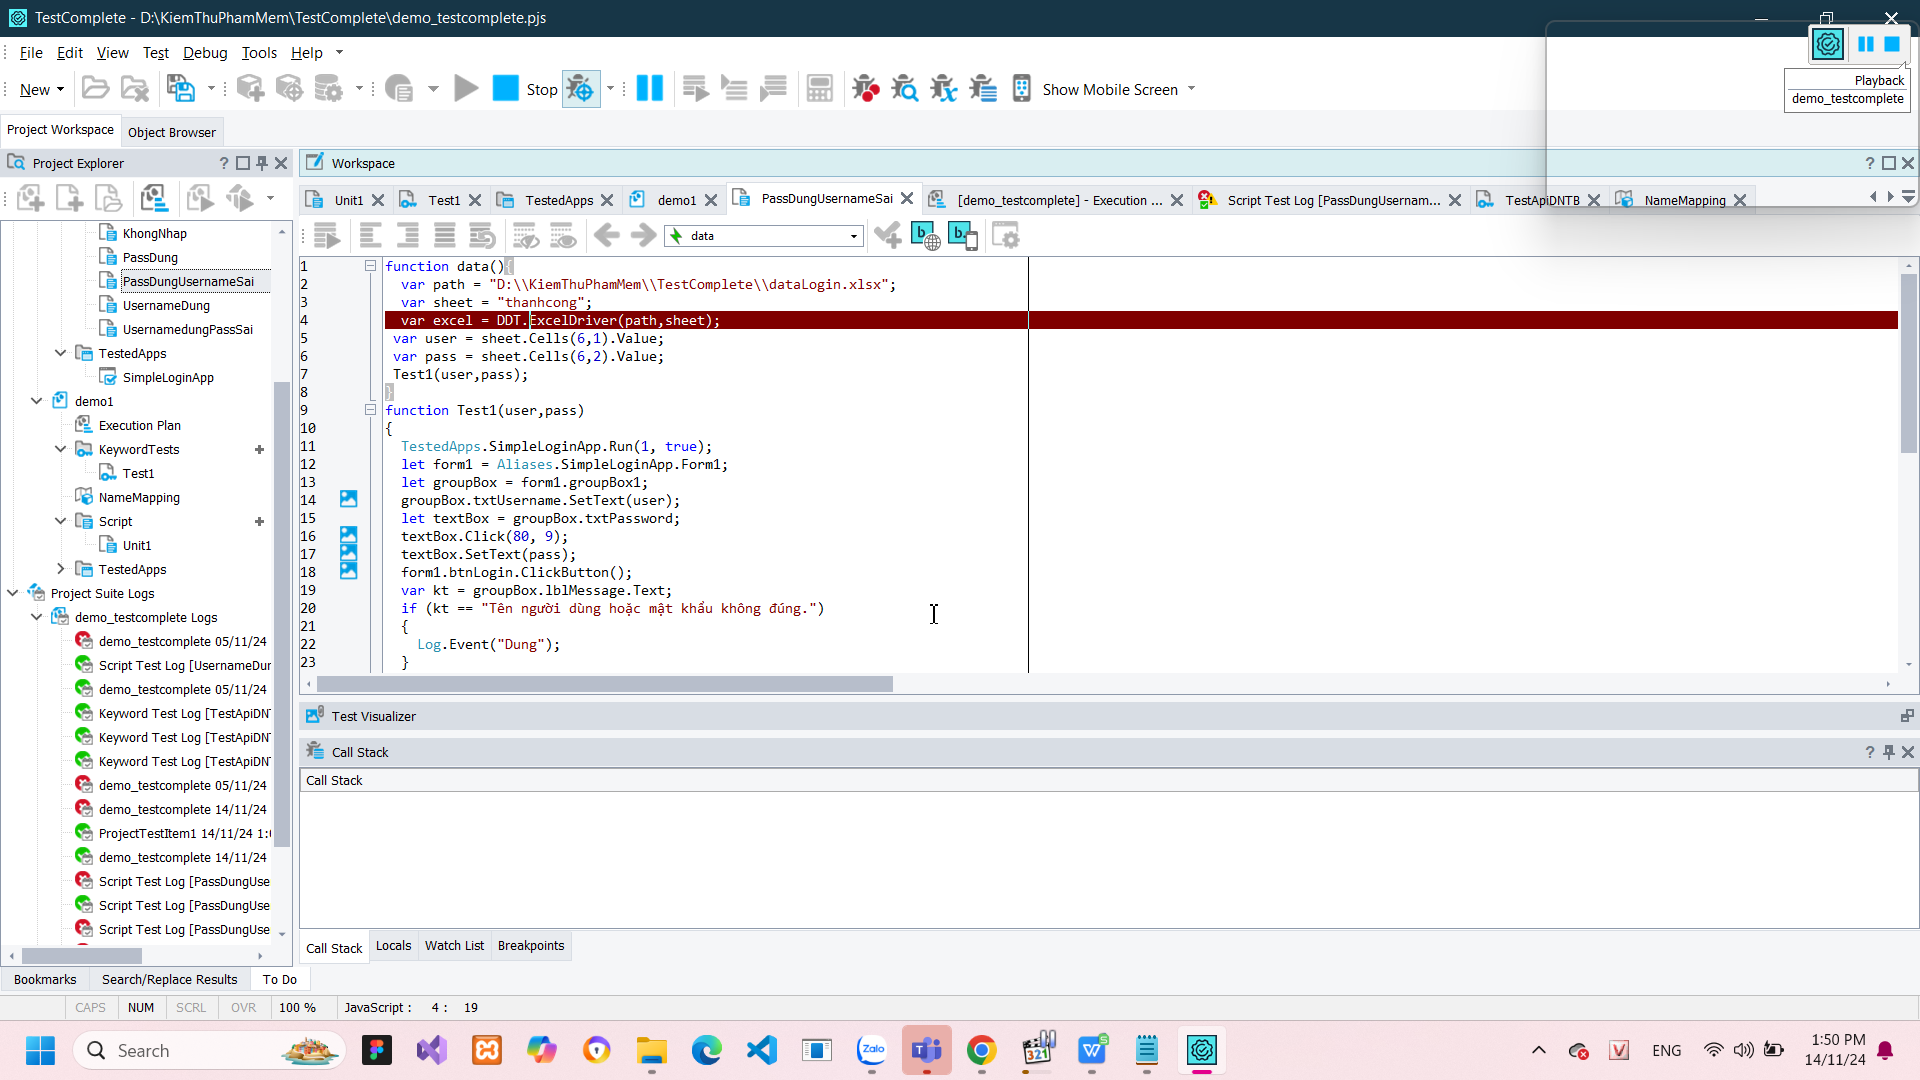 TestComplete - D:\KiemThuPhamMem\TestComplete\demo_testcomplete.pjs
File Edit View Test Debug Tools Help
New
Stop
Show Mobile Screen
Playback
demo_testcomplete
Project Workspace
Object Browser
Project Explorer
Workspace
KhongNhap
PassDung
PassDungUsernameSai
UsernameDung
UsernamedungPassSai
TestedApps
SimpleLoginApp
demo1
Execution Plan
KeywordTests
Test1
NameMapping
Script
Unit1
TestedApps
Project Suite Logs
demo_testcomplete Logs
demo_testcomplete 05/11/24
Script Test Log [UsernameDur
demo_testcomplete 05/11/24
Keyword Test Log [TestApiDN
Keyword Test Log [TestApiDN
Keyword Test Log [TestApiDN
demo_testcomplete 05/11/24
demo_testcomplete 14/11/24
ProjectTestItem1 14/11/24 1:
demo_testcomplete 14/11/24
Script Test Log [PassDungUse
Script Test Log [PassDungUse
Script Test Log [PassDungUse
Unit1
Test1
TestedApps
demo1
PassDungUsernameSai
[demo_testcomplete] - Execution ...
Script Test Log [PassDungUsernam...
TestApiDNTB
NameMapping
data
1 function data(){
2 var path = "D:\\KiemThuPhamMem\\TestComplete\\dataLogin.xlsx";
3 var sheet = "thanhcong";
4 var excel = DDT.ExcelDriver(path,sheet);
5 var user = sheet.Cells(6,1).Value;
6 var pass = sheet.Cells(6,2).Value;
7 Test1(user,pass);
8 }
9 function Test1(user,pass)
10 {
11 TestedApps.SimpleLoginApp.Run(1, true);
12 let form1 = Aliases.SimpleLoginApp.Form1;
13 let groupBox = form1.groupBox1;
14 groupBox.txtUsername.SetText(user);
15 let textBox = groupBox.txtPassword;
16 textBox.Click(80, 9);
17 textBox.SetText(pass);
18 form1.btnLogin.ClickButton();
19 var kt = groupBox.lblMessage.Text;
20 if (kt == "Tên người dùng hoặc mật khẩu không đúng.")
21 {
22 Log.Event("Dung");
23 }
Test Visualizer
Call Stack
Call Stack
Call Stack
Locals
Watch List
Breakpoints
Bookmarks
Search/Replace Results
To Do
CAPS NUM SCRL OVR 100 % JavaScript : 4 : 19
Search
Zalo
321
ENG
1:50 PM
14/11/24